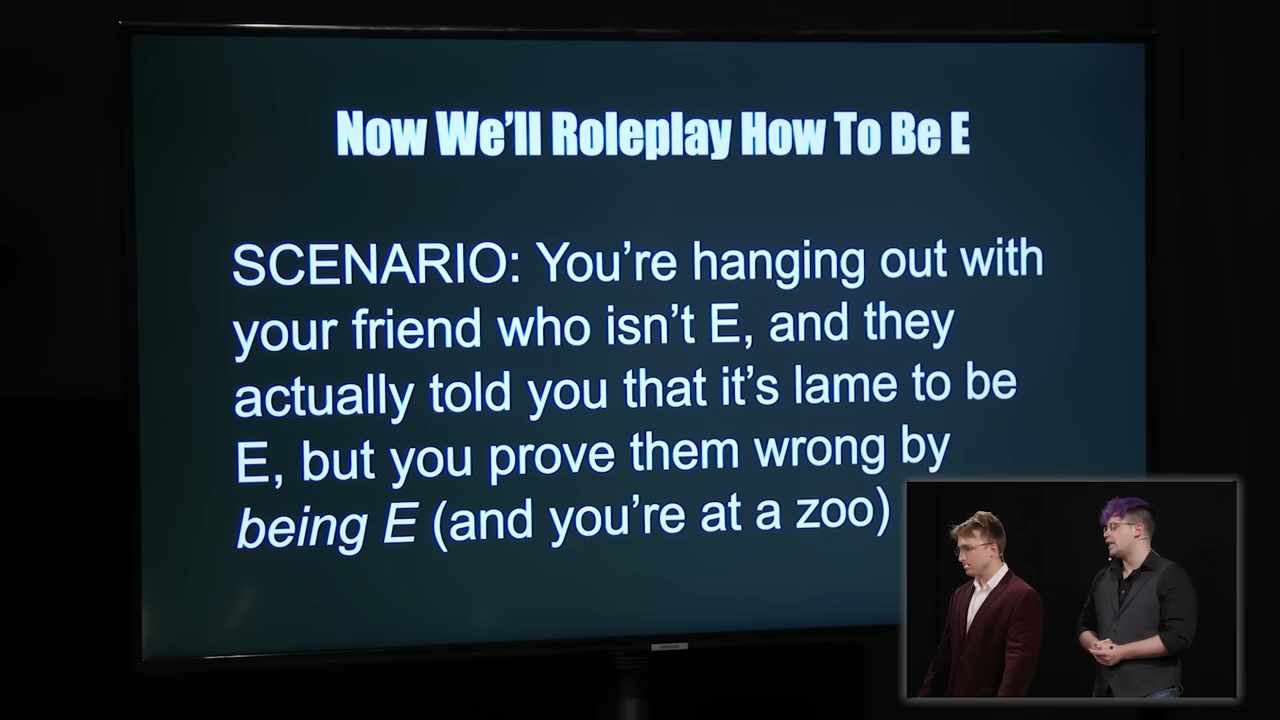 Now We’ll Roleplay How To Be E
SCENARIO: You’re hanging out with
your friend who isn’t E, and they
actually told you that it’s lame to be
E, but you prove them wrong by
being E (and you’re at a zoo)